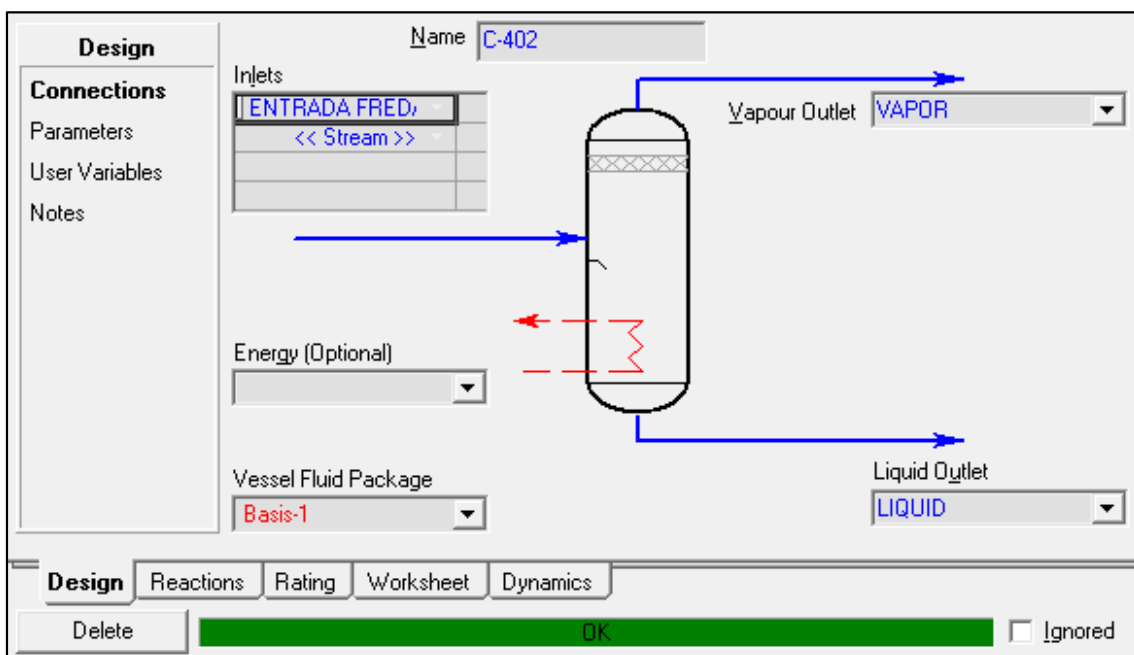 Design
Connections
Parameters
User Variables
Notes
Name C-402
Inlets
ENTRADA FRED
<< Stream >>
Vapour Outlet VAPOR
Energy (Optional)
Vessel Fluid Package
Basis-1
Liquid Outlet
LIQUID
Design Reactions Rating Worksheet Dynamics
Delete OK Ignored